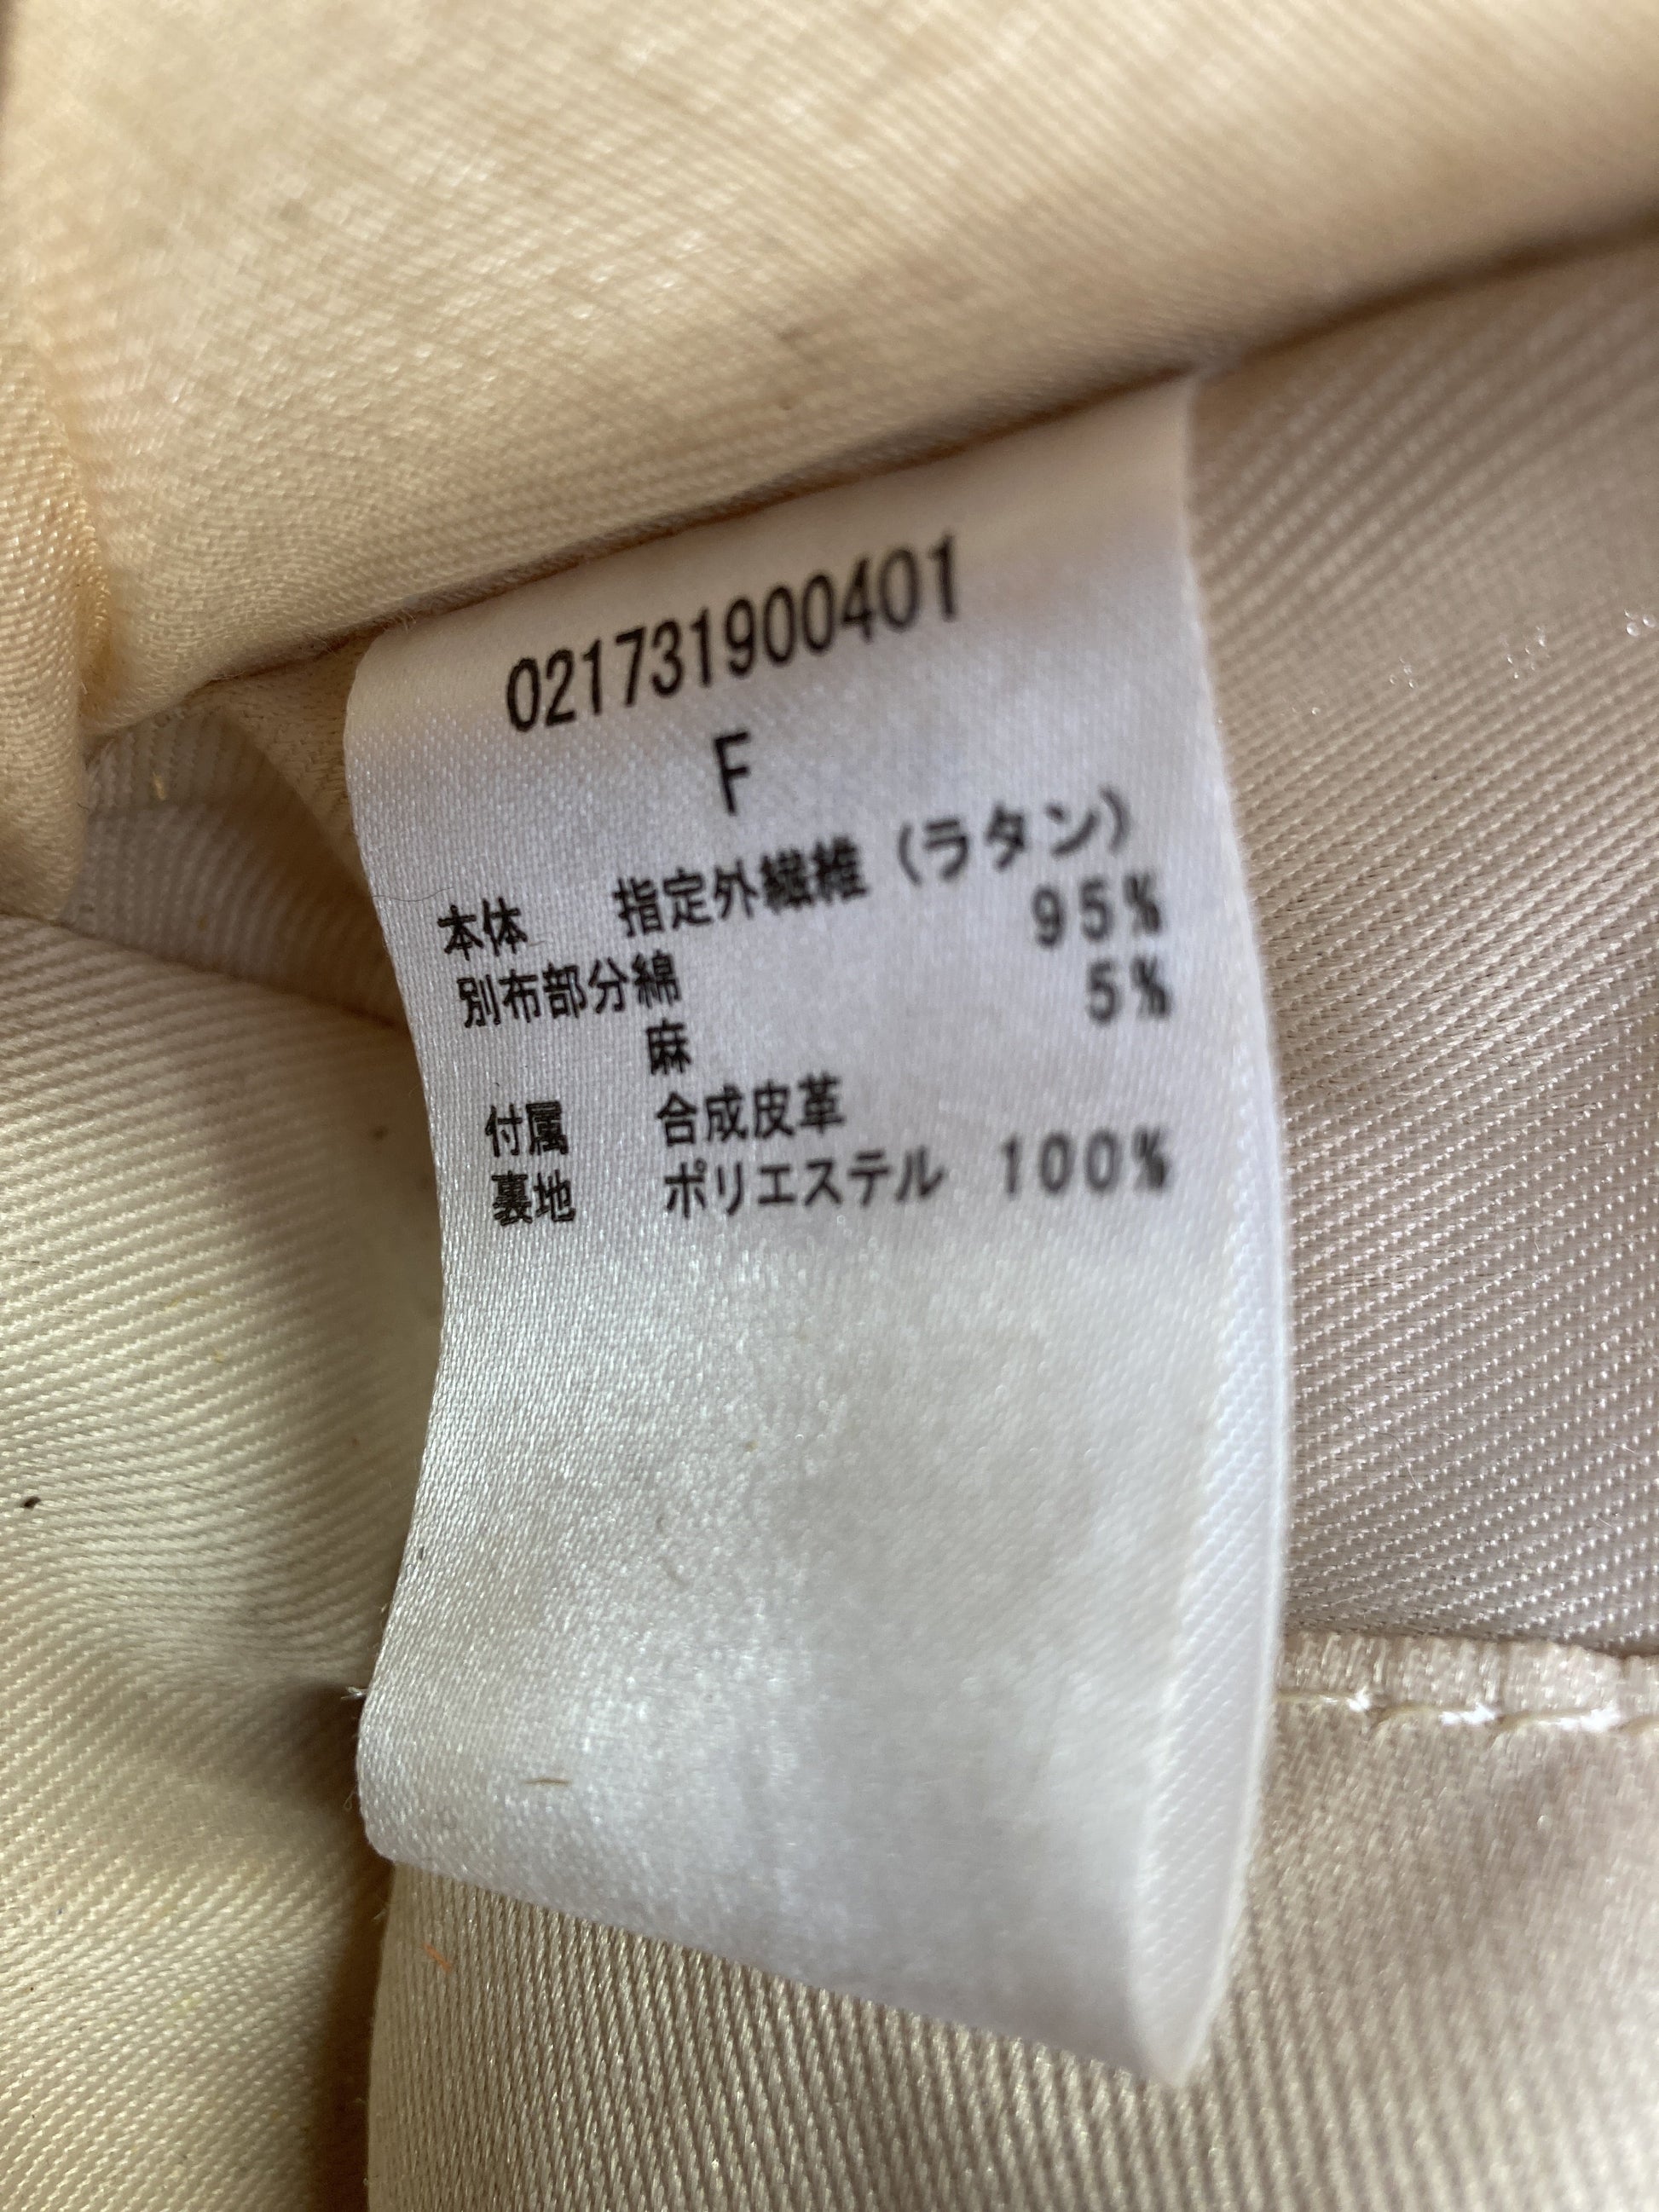 021731900401
F
本体 指定外繊維（ラタン）
別布部分綿 95%
麻 5%
付属 合成皮革
裏地 ポリエステル 100%